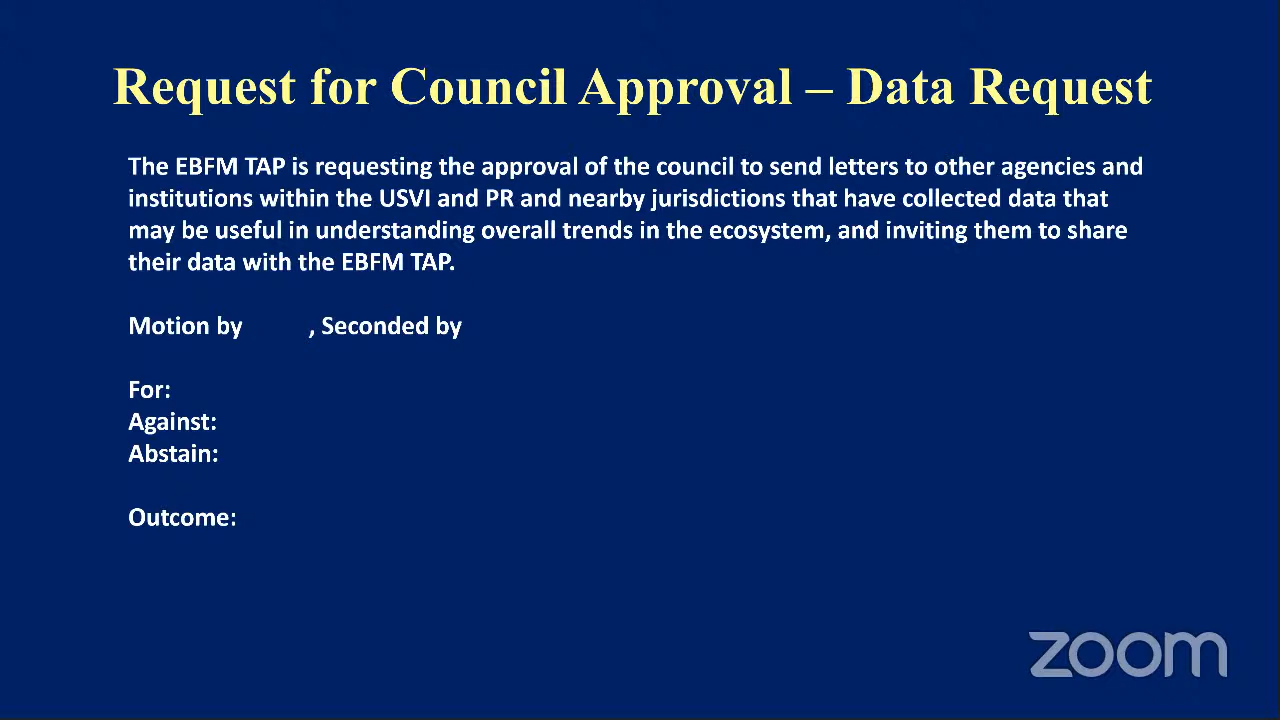 Request for Council Approval – Data Request
The EBFM TAP is requesting the approval of the council to send letters to other agencies and
institutions within the USVI and PR and nearby jurisdictions that have collected data that
may be useful in understanding overall trends in the ecosystem, and inviting them to share
their data with the EBFM TAP.
Motion by , Seconded by
For:
Against:
Abstain:
Outcome:
zoom